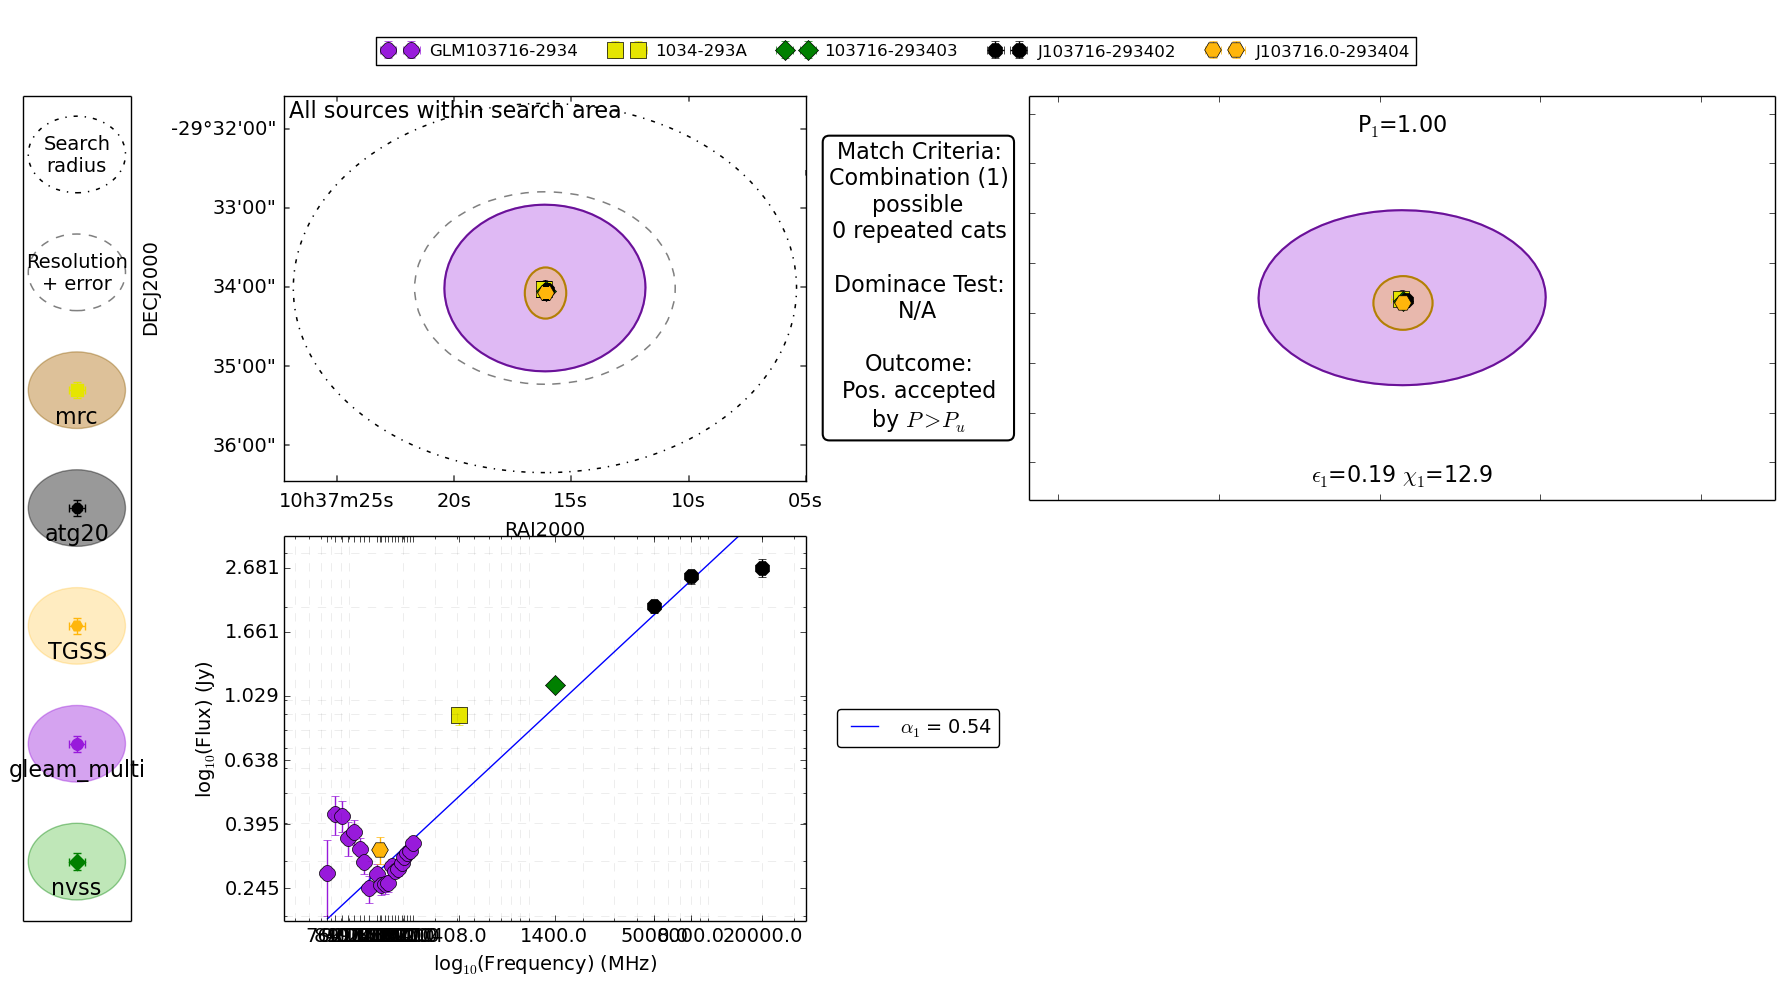 GLM103716-2934 1034-293A 103716-293403 J103716-293402 J103716.0-293404
Search
radius
Resolution
+ error
mrc
atg20
TGSS
gleam_multi
nvss
All sources within search area
-29°32'00"
33'00"
34'00"
35'00"
36'00"
DECJ2000
10h37m25s 20s 15s 10s 05s
RAJ2000
Match Criteria:
Combination (1)
possible
0 repeated cats
Dominace Test:
N/A
Outcome:
Pos. accepted
by P>Pu
P1=1.00
ϵ1=0.19 χ1=12.9
2.681
1.661
1.029
0.638
0.395
0.245
log10(Flux) (Jy)
408.0 1400.0 5000.0 8000.0 20000.0
log10(Frequency) (MHz)
α1 = 0.54